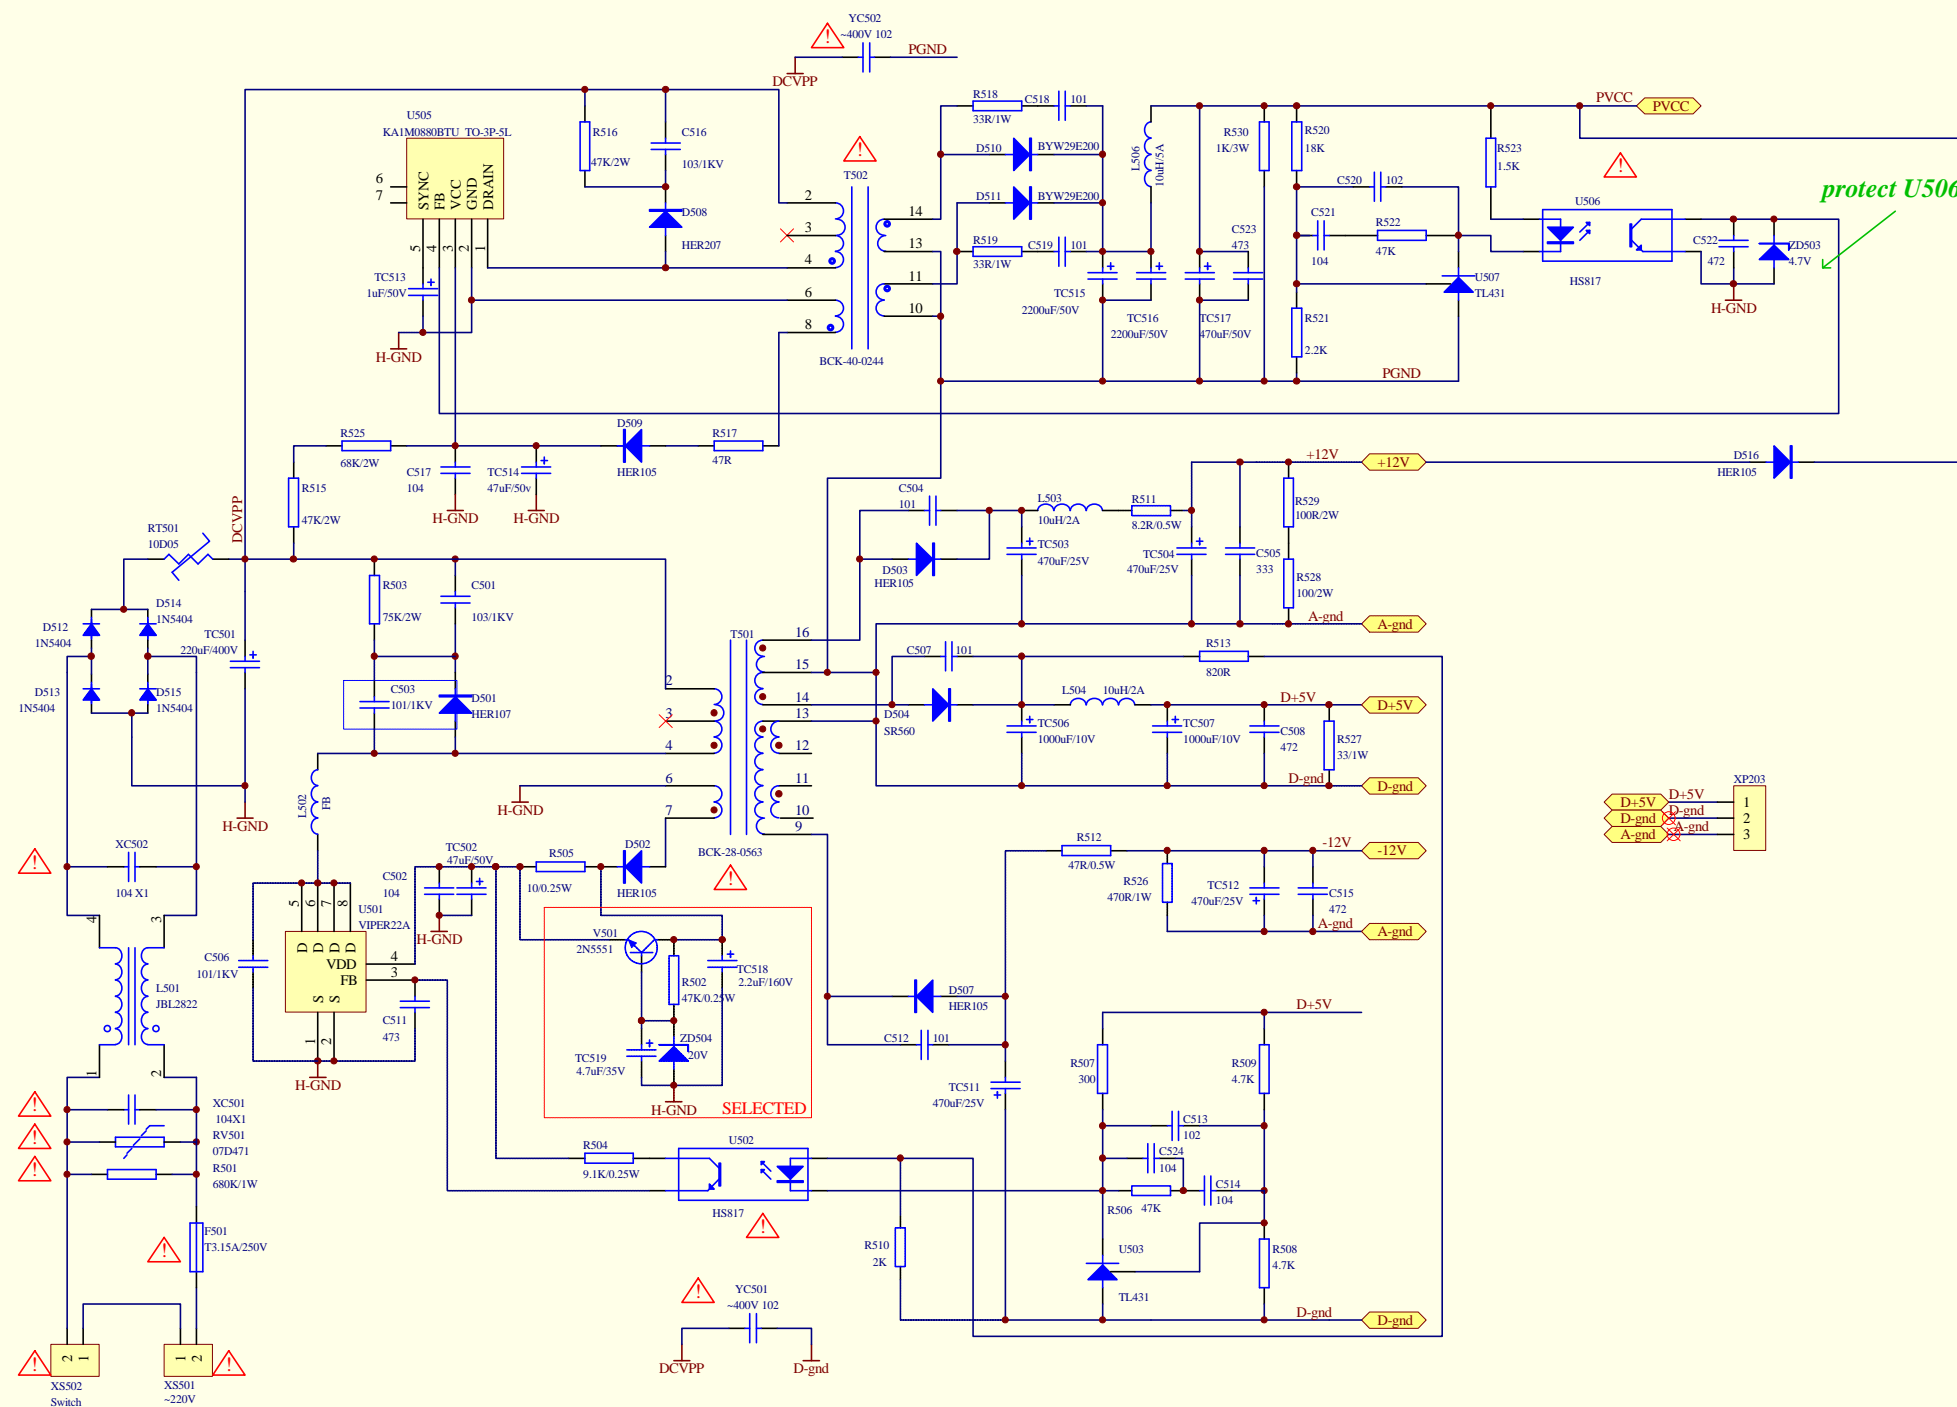 YC502
~400V 102
PGND
DCVPP
U505
KA1M0880BTU TO-3P-5L
6
7
SYNC
FB
VCC
GND
DRAIN
5
4
3
2
1
TC513
1uF/50V
H-GND
R516
47K/2W
C516
103/1KV
D508
HER207
T502
2
3
4
6
8
14
13
11
10
BCK-40-0244
R518
33R/1W
C518
101
D510
BYW29E200
D511
BYW29E200
R519
33R/1W
C519
101
L506
10uH/5A
TC515
2200uF/50V
TC516
2200uF/50V
TC517
470uF/50V
C523
473
R530
1K/3W
R520
18K
C520
102
C521
104
R522
47K
R521
2.2K
U507
TL431
PGND
R523
1.5K
PVCC
PVCC
U506
HS817
C522
472
ZD503
4.7V
H-GND
protect U506
R525
68K/2W
R515
47K/2W
C517
104
H-GND
TC514
47uF/50v
H-GND
D509
HER105
R517
47R
DCVPP
RT501
10D05
D512
1N5404
D514
1N5404
D513
1N5404
D515
1N5404
TC501
220uF/400V
H-GND
R503
75K/2W
C501
103/1KV
C503
101/1KV
D501
HER107
L502
FB
T501
2
3
4
6
7
16
15
14
13
12
11
10
9
BCK-28-0563
H-GND
C504
101
D503
HER105
L503
10uH/2A
R511
8.2R/0.5W
TC503
470uF/25V
TC504
470uF/25V
C505
333
R529
100R/2W
R528
100/2W
+12V
+12V
D516
HER105
A-gnd
A-gnd
C507
101
R513
820R
D504
SR560
L504
10uH/2A
TC506
1000uF/10V
TC507
1000uF/10V
C508
472
R527
33/1W
D+5V
D+5V
D-gnd
D-gnd
XP203
D+5V
D+5V
1
D-gnd
D-gnd
2
A-gnd
A-gnd
3
R512
47R/0.5W
-12V
-12V
R526
470R/1W
TC512
470uF/25V
C515
472
A-gnd
A-gnd
XC502
104 X1
4
3
L501
JBL2822
1
2
C506
101/1KV
TC502
47uF/50V
C502
104
H-GND
R505
10/0.25W
D502
HER105
U501
VIPER22A
5
6
7
8
D
D
D
D
VDD
4
FB
3
S
S
1
2
H-GND
C511
473
V501
2N5551
R502
47K/0.25W
TC518
2.2uF/160V
TC519
4.7uF/35V
ZD504
20V
H-GND
SELECTED
D507
HER105
C512
101
TC511
470uF/25V
XC501
104X1
RV501
07D471
R501
680K/1W
F501
T3.15A/250V
R504
9.1K/0.25W
U502
HS817
R510
2K
D+5V
R507
300
R509
4.7K
C513
102
C524
104
R506
47K
C514
104
U503
TL431
R508
4.7K
D-gnd
D-gnd
YC501
~400V 102
DCVPP
D-gnd
2
1
XS502
Switch
1
2
XS501
~220V